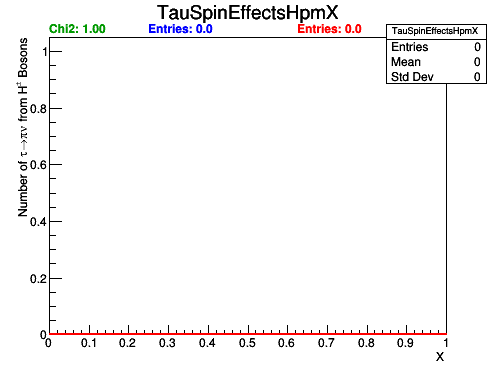 TauSpinEffectsHpmX
Chi2: 1.00
Entries: 0.0
Entries: 0.0
TauSpinEffectsHpmX
Entries 0
Mean 0
Std Dev 0
Number of τ→πν from H± Bosons
1
0.8
0.6
0.4
0.2
0
0 0.1 0.2 0.3 0.4 0.5 0.6 0.7 0.8 0.9 1
X